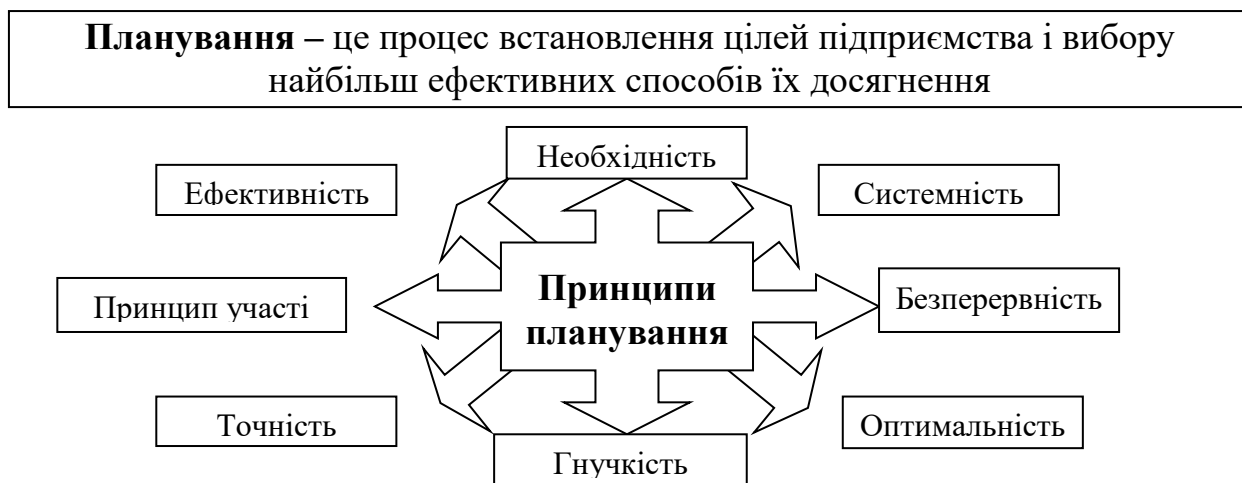 Планування – це процес встановлення цілей підприємства і вибору
найбільш ефективних способів їх досягнення
Необхідність
Ефективність
Системність
Принцип участі
Принципи
планування
Безперервність
Точність
Оптимальність
Гнучкість